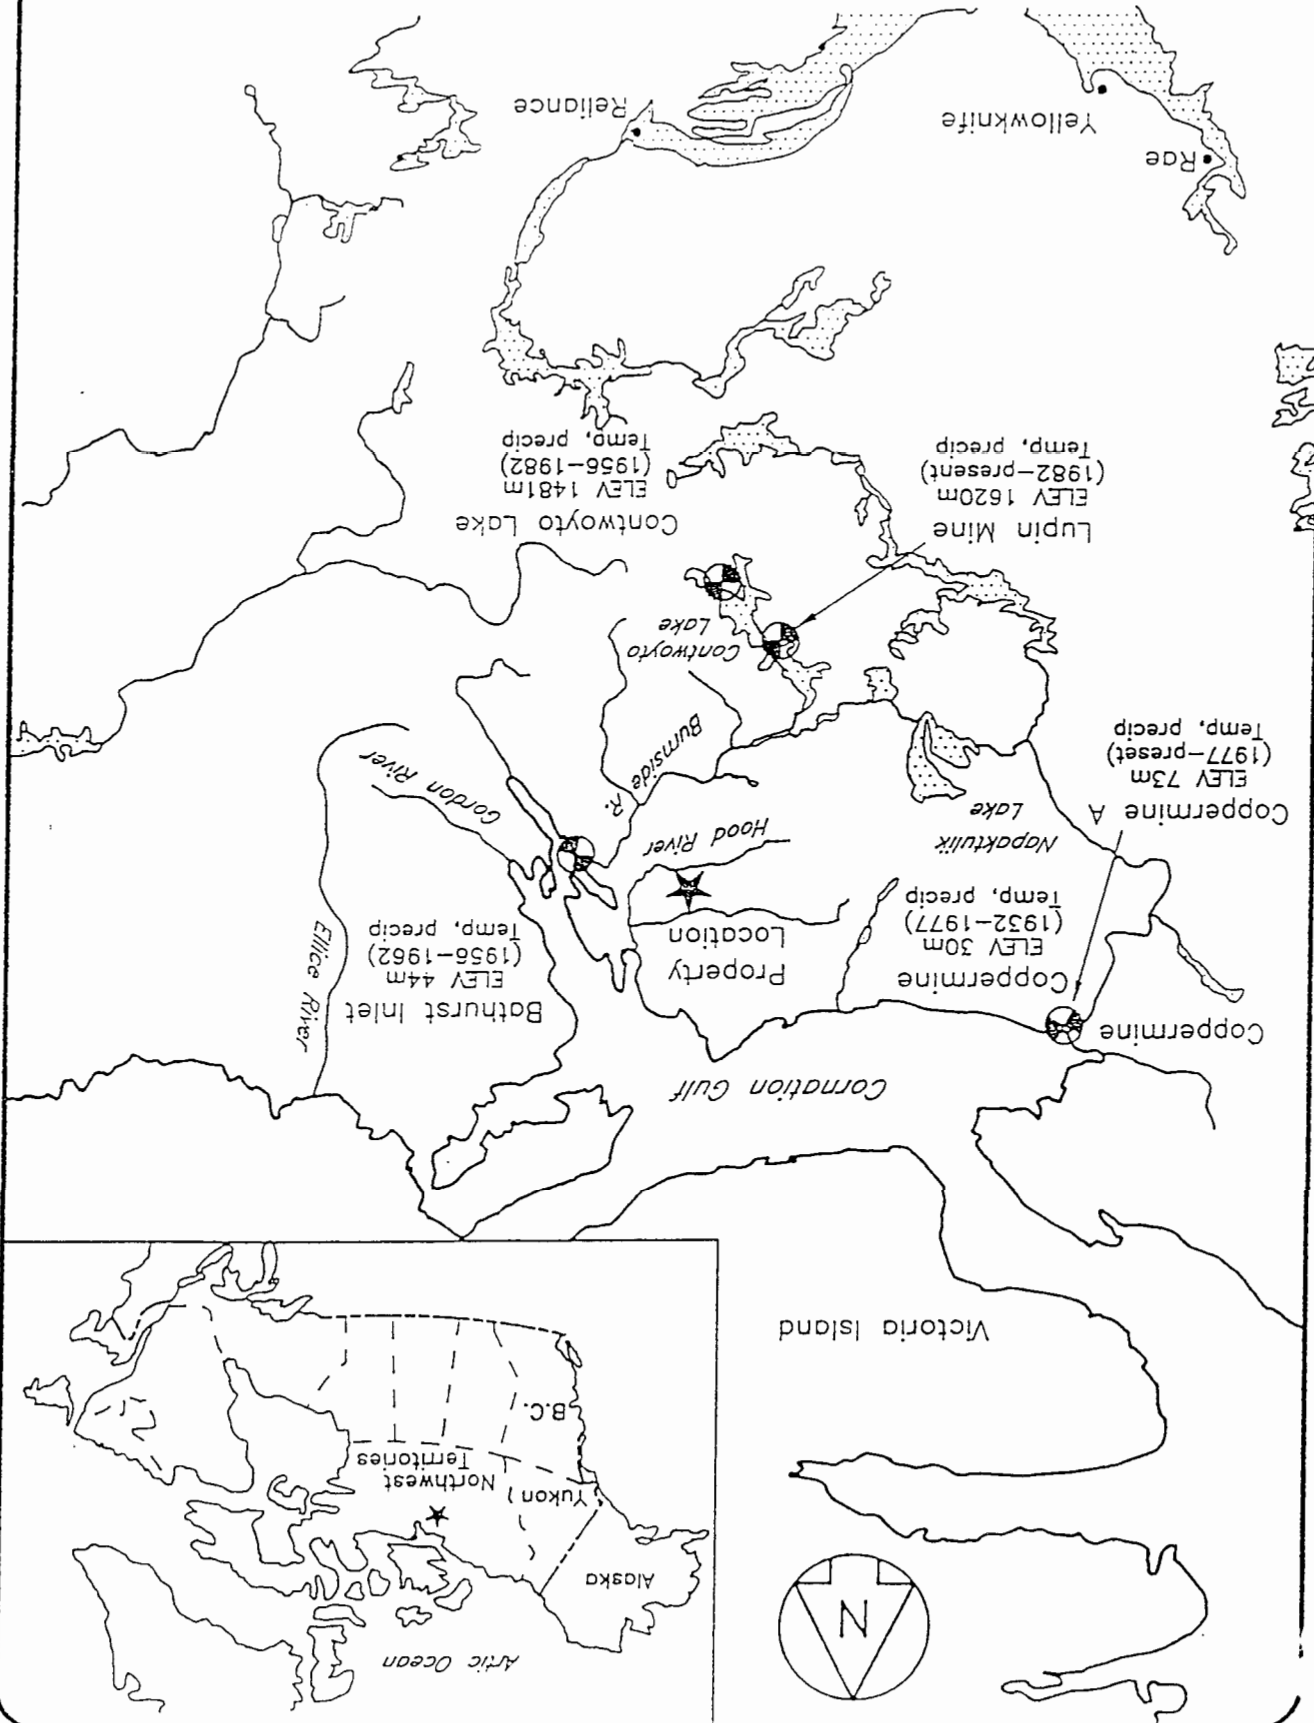 Artic Ocean
Alaska
N
Yukon
Northwest
Territories
B.C.
Victoria Island
Cornation Gulf
Coppermine
Coppermine
ELEV 30m
(1932-1977)
Temp, precip
Property
Location
Bathurst Inlet
ELEV 44m
(1956-1962)
Temp, precip
Ellice River
Coppermine A
ELEV 73m
(1977-preset)
Temp, precip
Napaktulik
Lake
Hood River
Burnside R.
Gordon River
Contwoyto
Lake
Lupin Mine
ELEV 1620m
(1982-present)
Temp, precip
Contwoyto Lake
ELEV 1481m
(1956-1982)
Temp, precip
Rae
Yellowknife
Reliance